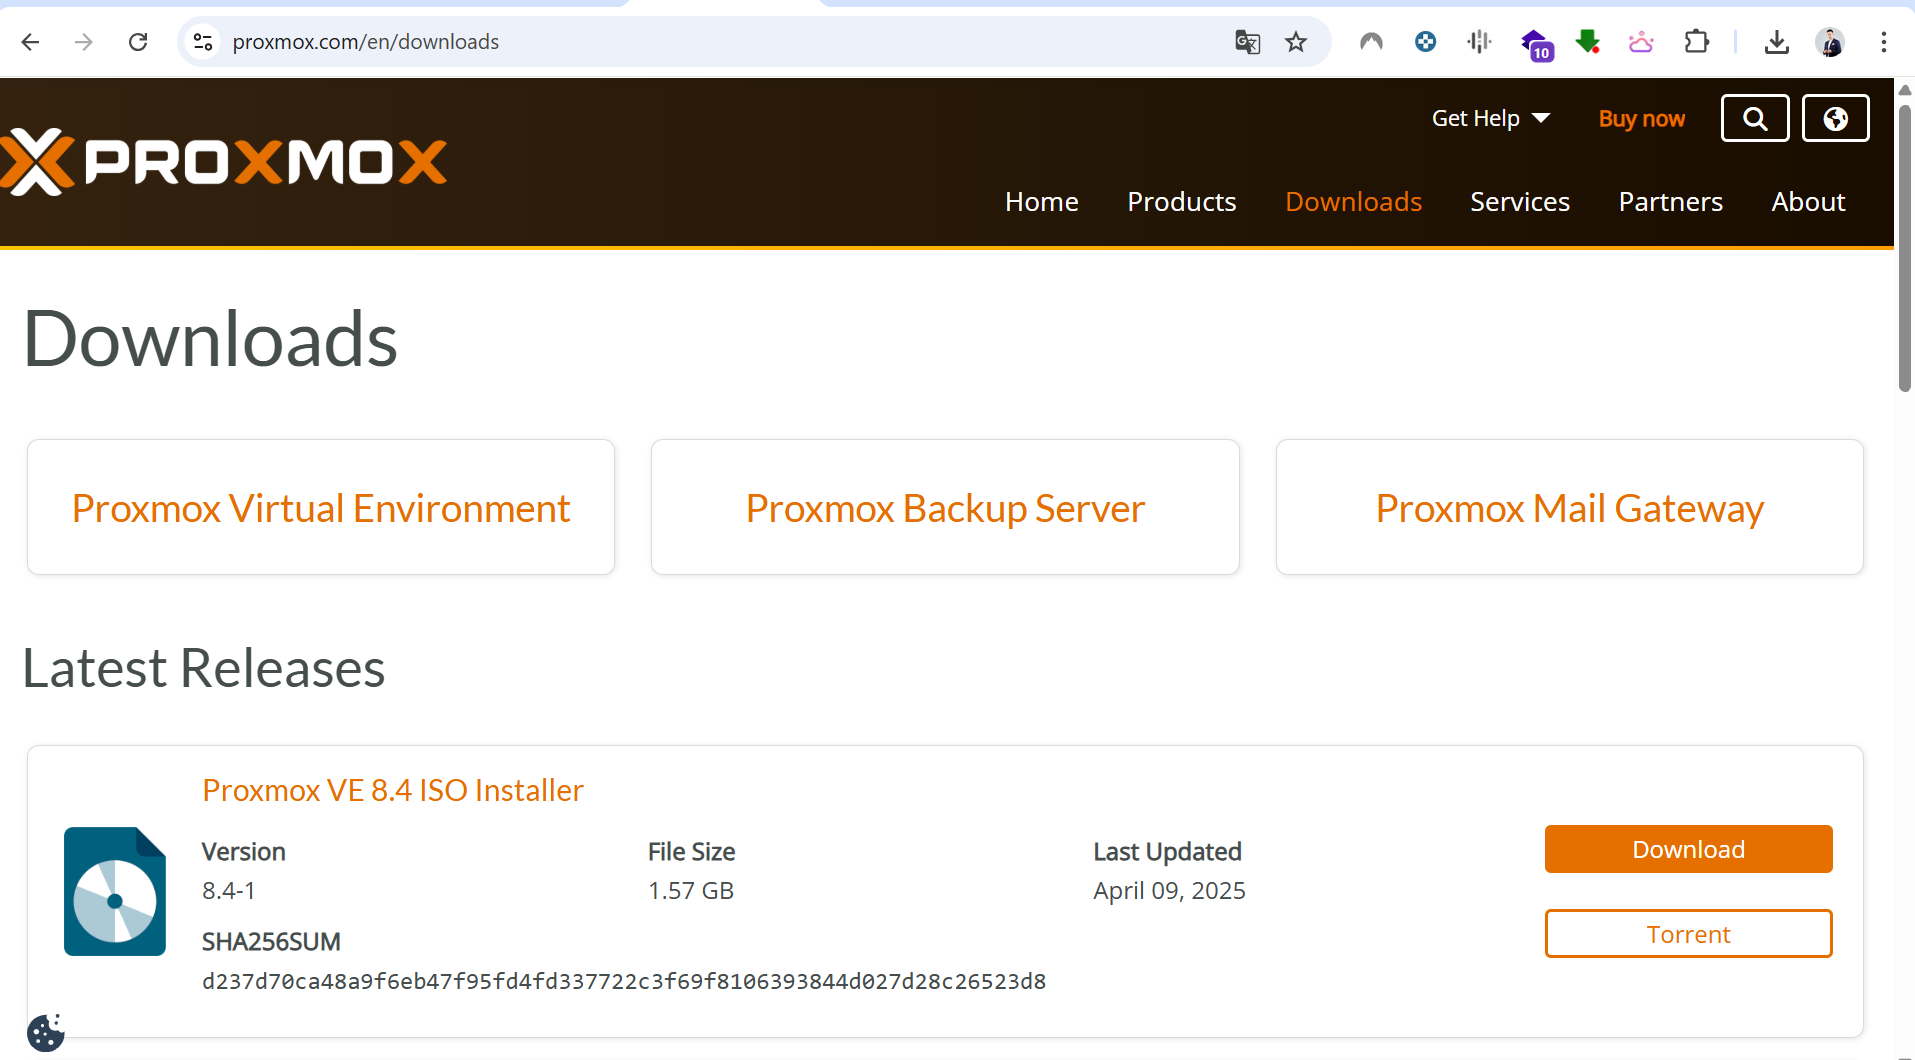 proxmox.com/en/downloads
10
Get Help
Buy now
PROXMOX
Home
Products
Downloads
Services
Partners
About
Downloads
Proxmox Virtual Environment
Proxmox Backup Server
Proxmox Mail Gateway
Latest Releases
Proxmox VE 8.4 ISO Installer
Version
File Size
Last Updated
8.4-1
1.57 GB
April 09, 2025
Download
SHA256SUM
Torrent
d237d70ca48a9f6eb47f95fd4fd337722c3f69f8106393844d027d28c26523d8